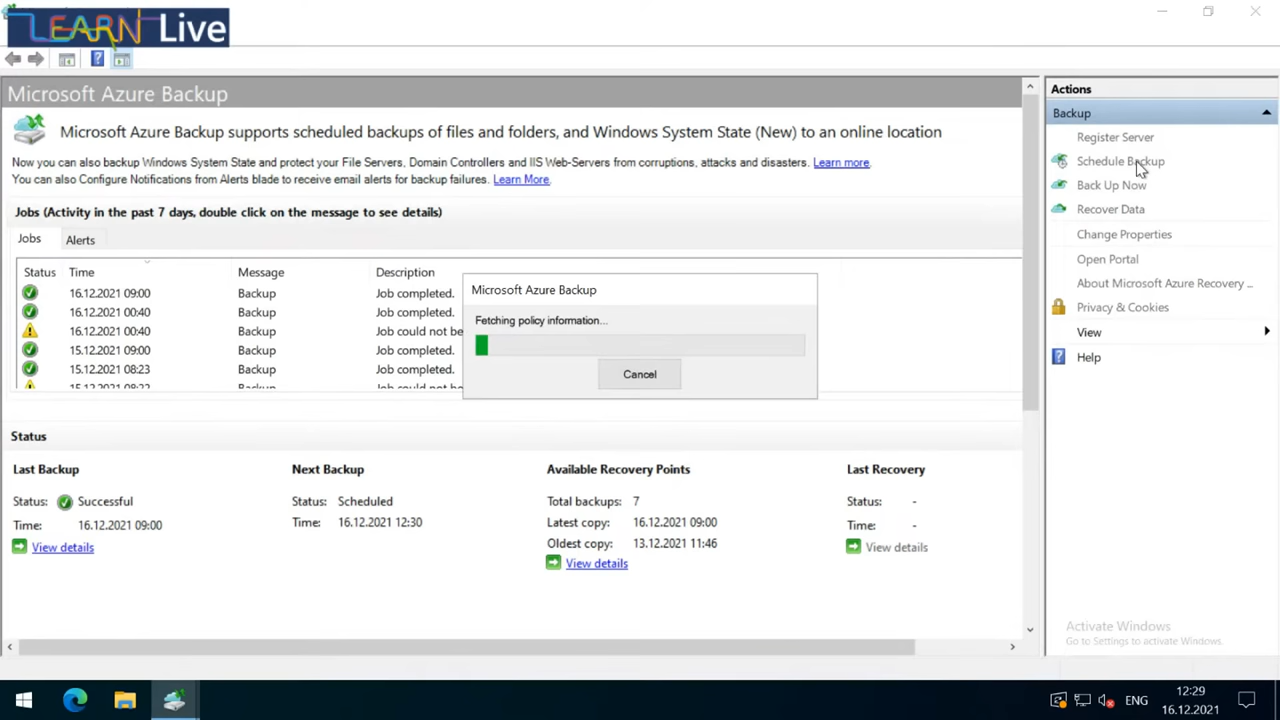 LEARN Live
Microsoft Azure Backup
Microsoft Azure Backup supports scheduled backups of files and folders, and Windows System State (New) to an online location
Now you can also backup Windows System State and protect your File Servers, Domain Controllers and IIS Web-Servers from corruptions, attacks and disasters. Learn more.
You can also Configure Notifications from Alerts blade to receive email alerts for backup failures. Learn More.
Jobs (Activity in the past 7 days, double click on the message to see details)
Jobs Alerts
Status Time Message Description
16.12.2021 09:00 Backup Job completed.
16.12.2021 00:40 Backup Job completed.
16.12.2021 00:40 Backup Job could not be
15.12.2021 09:00 Backup Job completed.
15.12.2021 08:23 Backup Job completed.
15.12.2021 08:22 Backup Job could not be
Microsoft Azure Backup
Fetching policy information...
Cancel
Status
Last Backup
Status: Successful
Time: 16.12.2021 09:00
View details
Next Backup
Status: Scheduled
Time: 16.12.2021 12:30
Available Recovery Points
Total backups: 7
Latest copy: 16.12.2021 09:00
Oldest copy: 13.12.2021 11:46
View details
Last Recovery
Status: -
Time: -
View details
Actions
Backup
Register Server
Schedule Backup
Back Up Now
Recover Data
Change Properties
Open Portal
About Microsoft Azure Recovery ...
Privacy & Cookies
View
Help
Activate Windows
Go to Settings to activate Windows.
ENG
12:29
16.12.2021